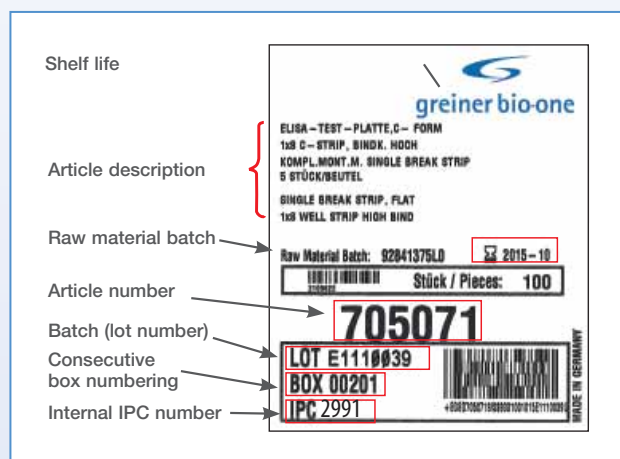 Shelf life
greiner bio-one
ELISA-TEST-PLATTE,C- FORM
1x8 C-STRIP, BINDK. HOCH
KOMPL.MONT.M. SINGLE BREAK STRIP
5 STÜCK/BEUTEL
SINGLE BREAK STRIP, FLAT
1x8 WELL STRIP HIGH BIND
Article description
Raw material batch
Raw Material Batch: 92841375L0
2015-10
Stück / Pieces: 100
Article number
705071
Batch (lot number)
LOT E1110039
Consecutive
box numbering
BOX 00201
Internal IPC number
IPC 2991
MADE IN GERMANY